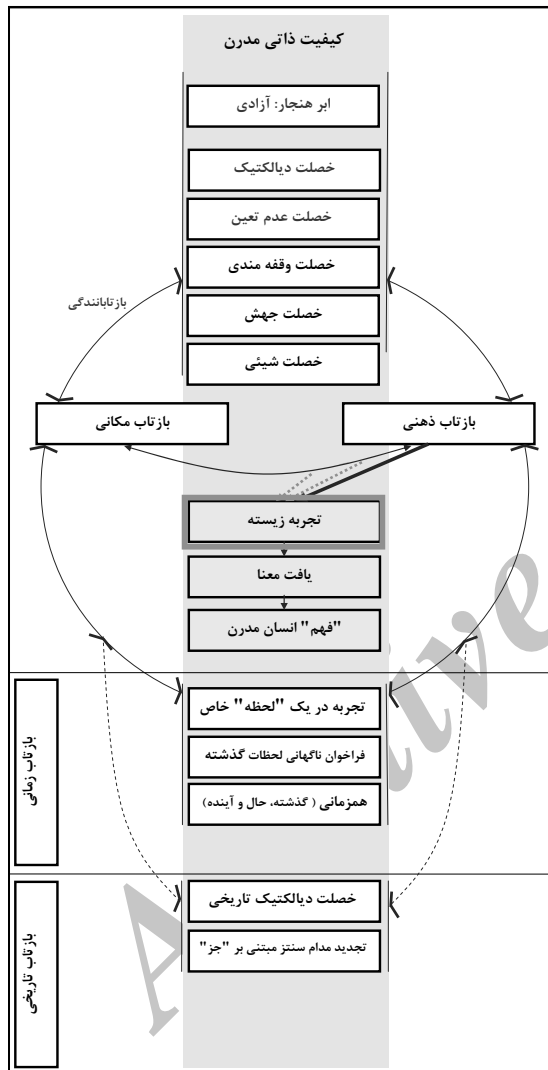 کیفیت ذاتی مدرن
ابر هنجار: آزادی
خصلت دیالکتیک
خصلت عدم تعین
خصلت وقفه مندی
بازتابانندگی
خصلت جهش
خصلت شیئی
بازتاب ذهنی
بازتاب مکانی
تجربه زیسته
یافت معنا
"فهم" انسان مدرن
تجربه در یک "لحظه" خاص
فراخوان ناگهانی لحظات گذشته
همزمانی ( گذشته، حال و آینده)
بازتاب زمانی
خصلت دیالکتیک تاریخی
تجدید مدام سنتز مبتنی بر "جز"
بازتاب تاریخی